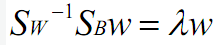 S_W^{-1} S_B w = λw